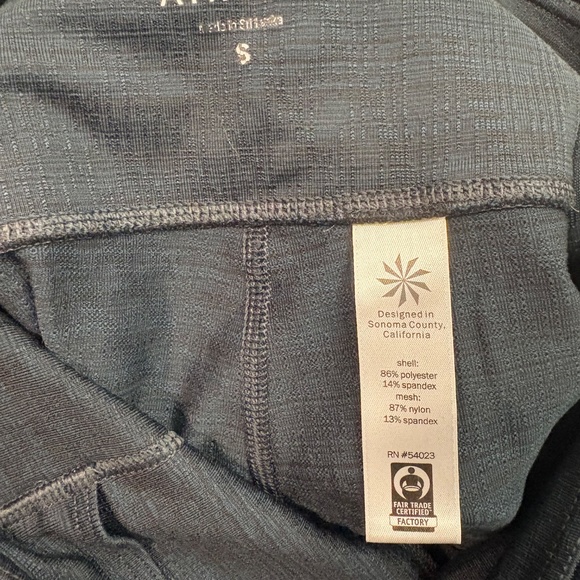 S
Designed in
Sonoma County,
California
shell:
86% polyester
14% spandex
mesh:
87% nylon
13% spandex
RN #54023
FAIR TRADE
CERTIFIED™
FACTORY